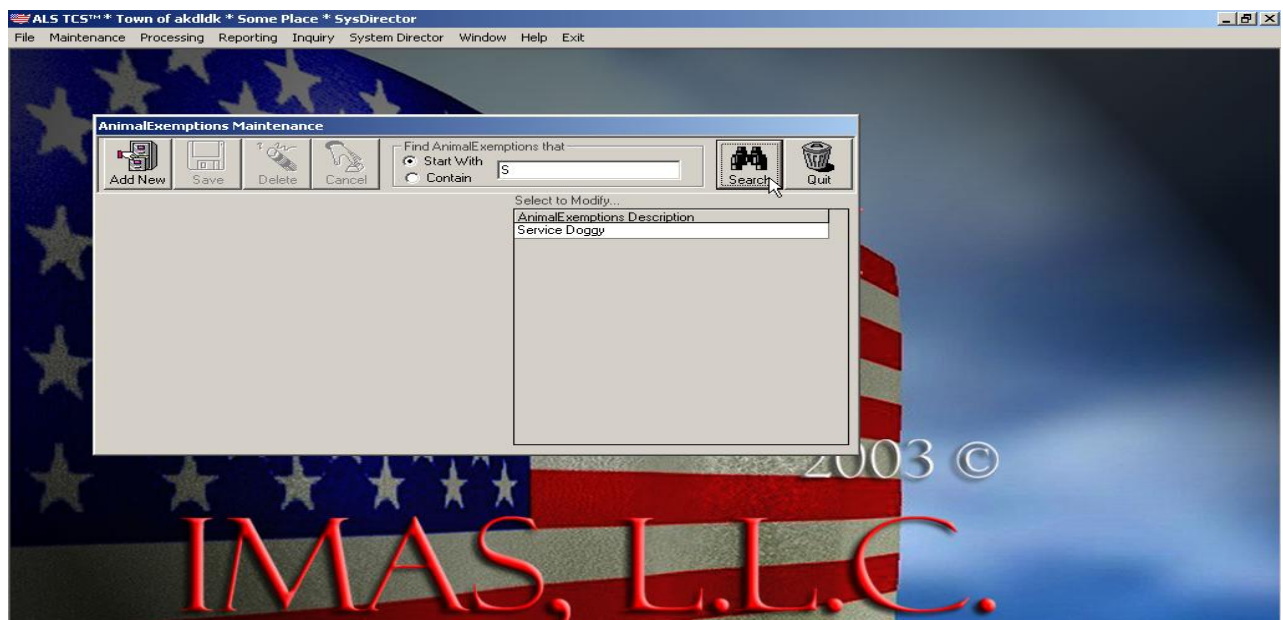 ALS TCS™* Town of akdldk * Some Place * SysDirector
File Maintenance Processing Reporting Inquiry System Director Window Help Exit
AnimalExemptions Maintenance
Add New Save Delete Cancel
Find AnimalExemptions that
Start With
Contain
S
Search Quit
Select to Modify...
AnimalExemptions Description
Service Doggy
2003 ©
IMAS, L.L.C.